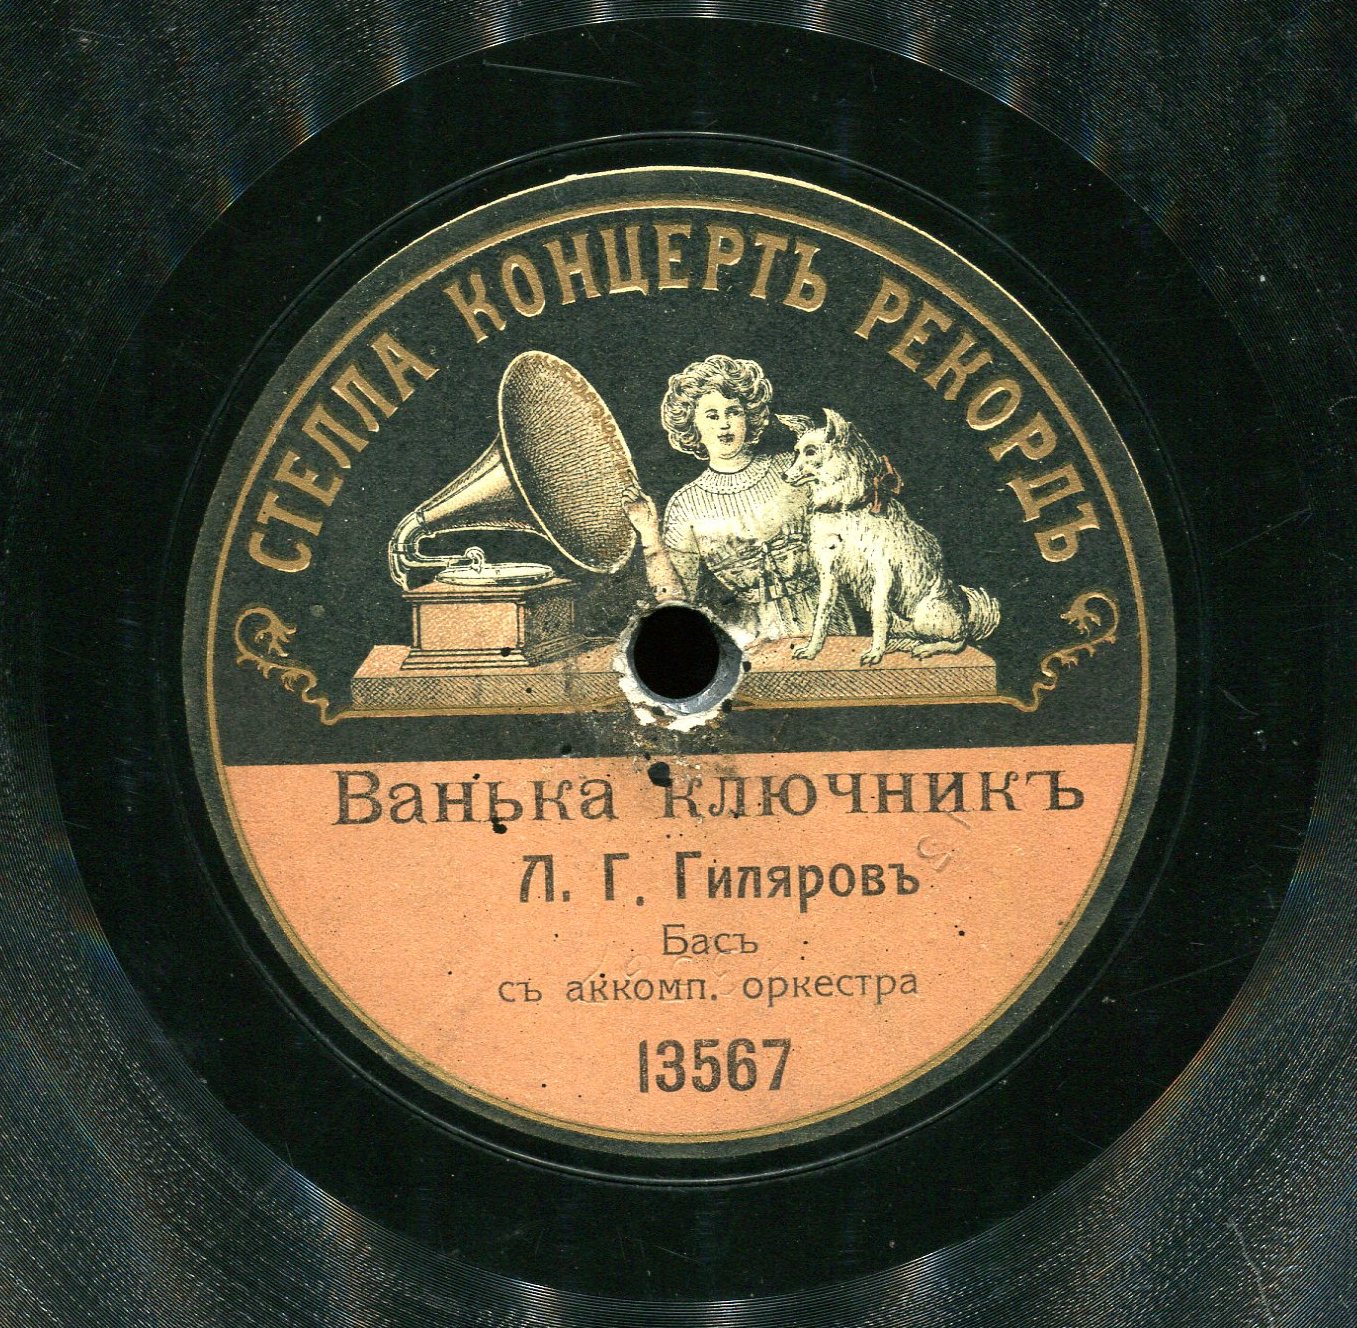 СТЕЛЛА КОНЦЕРТЪ РЕКОРДЪ
Ванька ключникъ
Л. Г. Гиляровъ
Басъ
съ аккомп. оркестра
13567